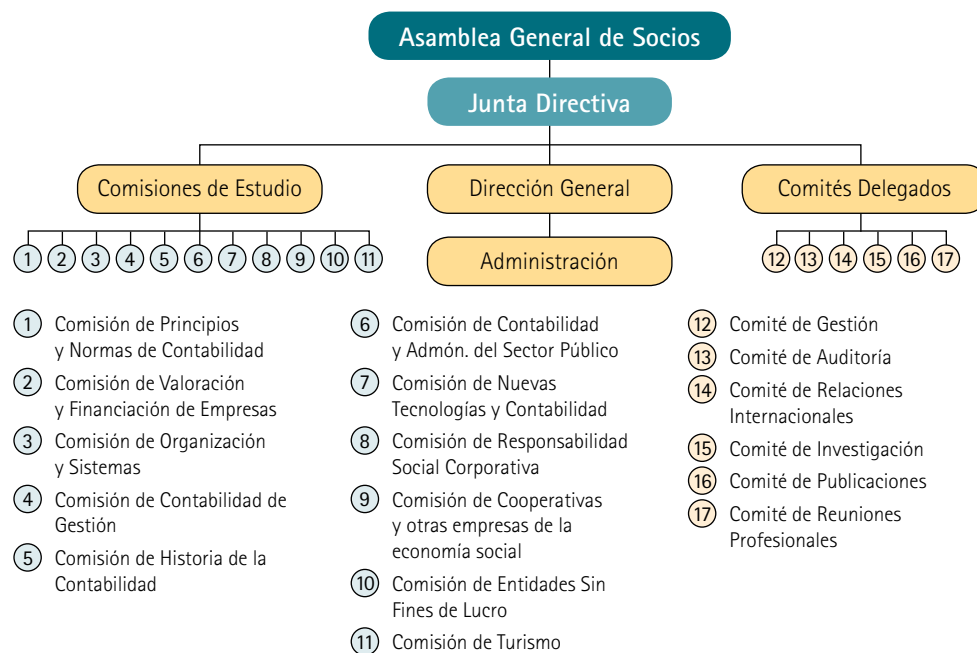 Asamblea General de Socios
Junta Directiva
Comisiones de Estudio
Dirección General
Comités Delegados
1 2 3 4 5 6 7 8 9 10 11
Administración
12 13 14 15 16 17
1 Comisión de Principios
y Normas de Contabilidad
2 Comisión de Valoración
y Financiación de Empresas
3 Comisión de Organización
y Sistemas
4 Comisión de Contabilidad de
Gestión
5 Comisión de Historia de la
Contabilidad
6 Comisión de Contabilidad
y Admón. del Sector Público
7 Comisión de Nuevas
Tecnologías y Contabilidad
8 Comisión de Responsabilidad
Social Corporativa
9 Comisión de Cooperativas
y otras empresas de la
economía social
10 Comisión de Entidades Sin
Fines de Lucro
11 Comisión de Turismo
12 Comité de Gestión
13 Comité de Auditoría
14 Comité de Relaciones
Internacionales
15 Comité de Investigación
16 Comité de Publicaciones
17 Comité de Reuniones
Profesionales